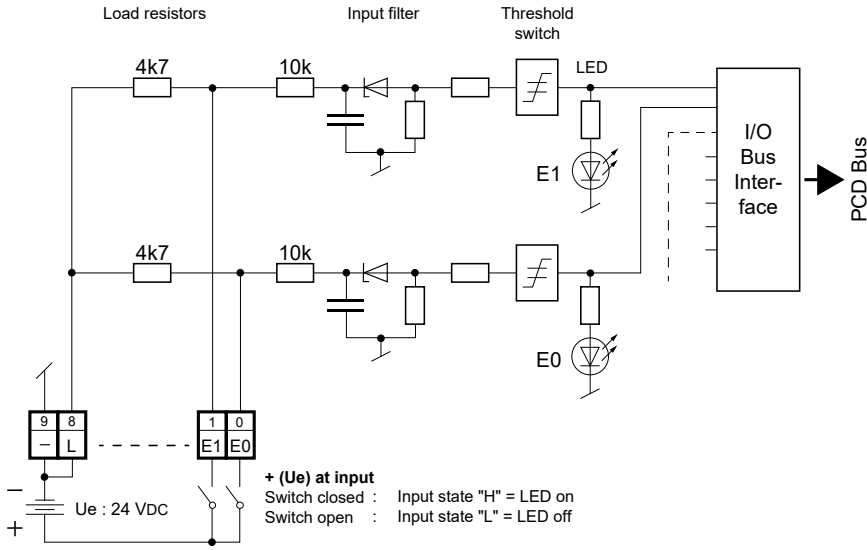 Load resistors
Input filter
Threshold
switch
4k7
10k
LED
E1
I/O
Bus
Inter-
face
PCD Bus
4k7
10k
E0
9 8 1 0
– L E1 E0
–
+
Ue : 24 VDC
+ (Ue) at input
Switch closed : Input state "H" = LED on
Switch open : Input state "L" = LED off